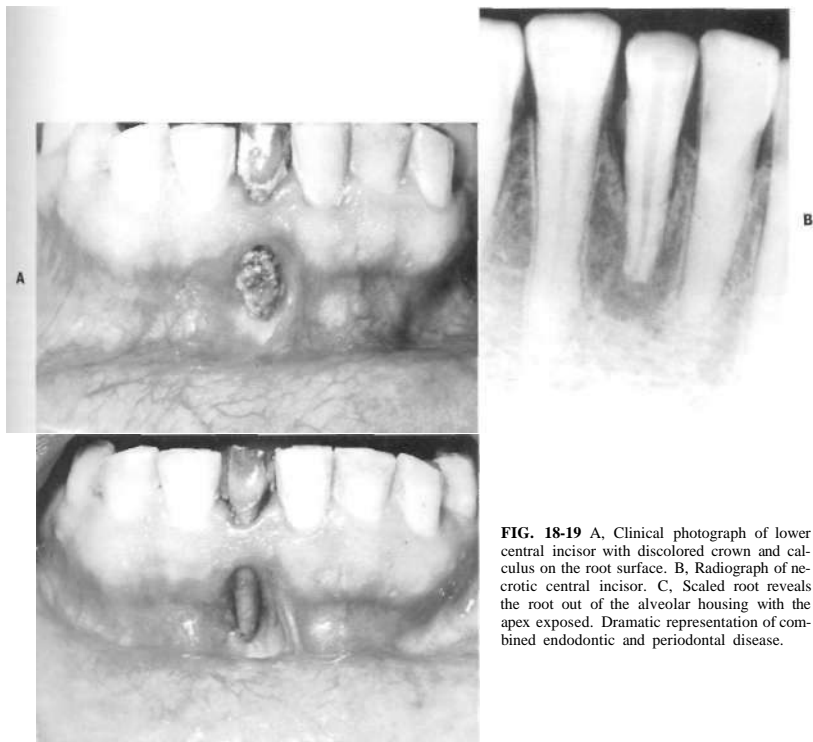 A
B
FIG. 18-19 A, Clinical photograph of lower
central incisor with discolored crown and cal-
culus on the root surface. B, Radiograph of ne-
crotic central incisor. C, Scaled root reveals
the root out of the alveolar housing with the
apex exposed. Dramatic representation of com-
bined endodontic and periodontal disease.